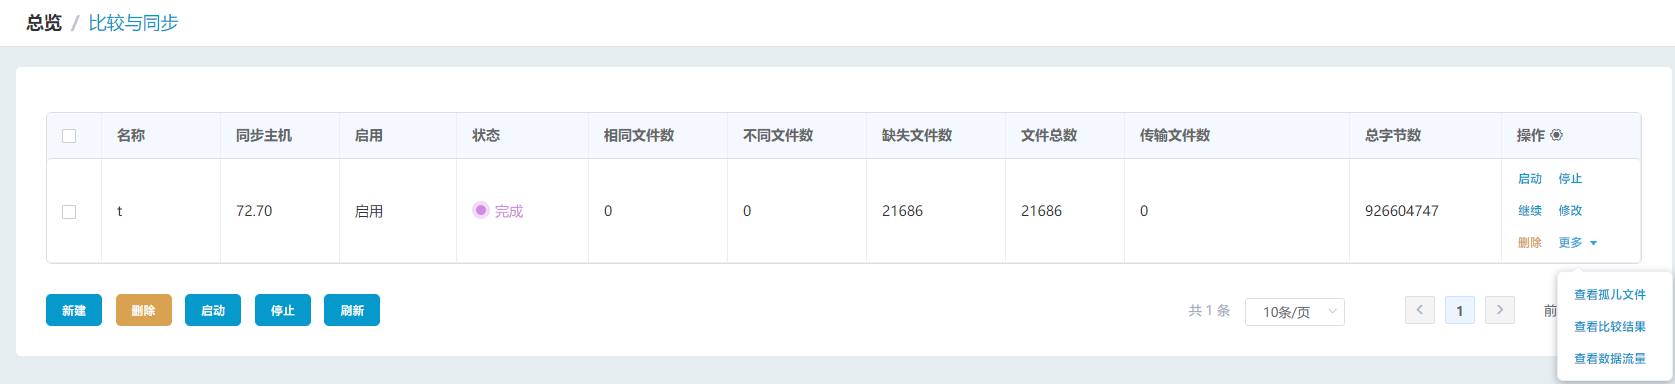 总览 / 比较与同步
名称 同步主机 启用 状态 相同文件数 不同文件数 缺失文件数 文件总数 传输文件数 总字节数 操作
t 72.70 启用 完成 0 0 21686 21686 0 926604747
启动 停止
继续 修改
删除 更多
新建 删除 启动 停止 刷新 共 1 条 10条/页 1 前
查看孤儿文件
查看比较结果
查看数据流量